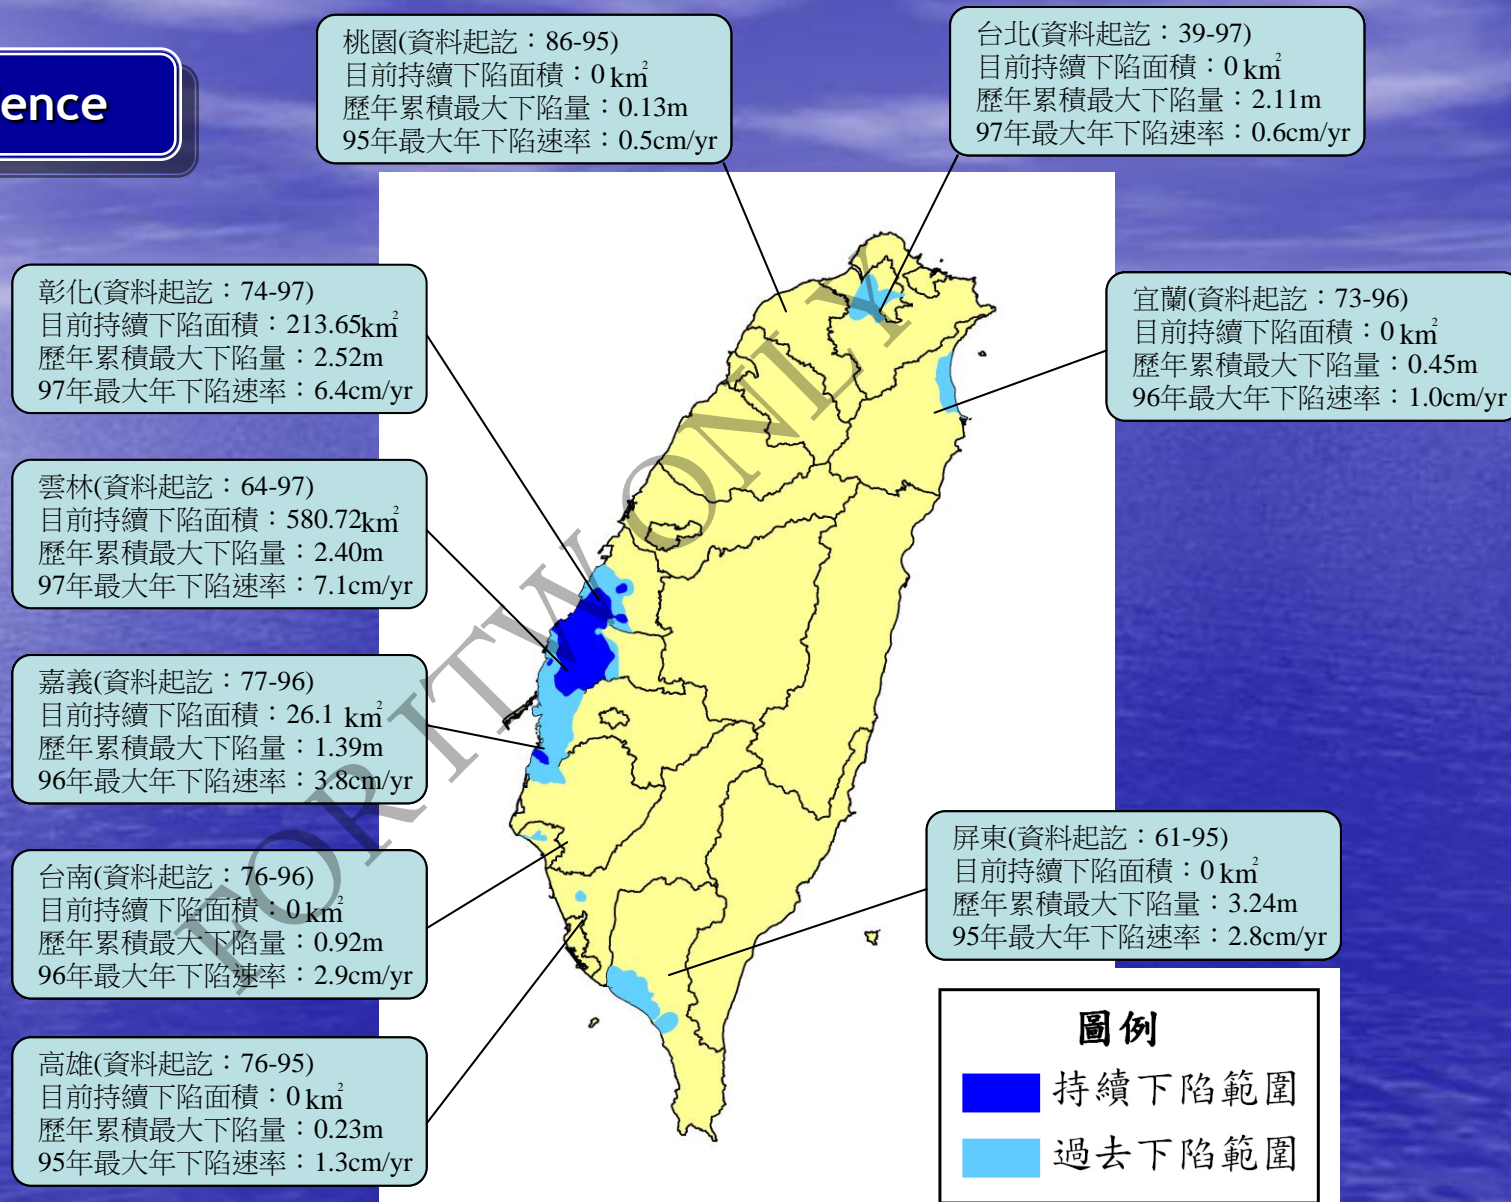 ence
桃園(資料起訖：86-95)
目前持續下陷面積：0 km²
歷年累積最大下陷量：0.13m
95年最大年下陷速率：0.5cm/yr
台北(資料起訖：39-97)
目前持續下陷面積：0 km²
歷年累積最大下陷量：2.11m
97年最大年下陷速率：0.6cm/yr
彰化(資料起訖：74-97)
目前持續下陷面積：213.65km²
歷年累積最大下陷量：2.52m
97年最大年下陷速率：6.4cm/yr
宜蘭(資料起訖：73-96)
目前持續下陷面積：0 km²
歷年累積最大下陷量：0.45m
96年最大年下陷速率：1.0cm/yr
雲林(資料起訖：64-97)
目前持續下陷面積：580.72km²
歷年累積最大下陷量：2.40m
97年最大年下陷速率：7.1cm/yr
嘉義(資料起訖：77-96)
目前持續下陷面積：26.1 km²
歷年累積最大下陷量：1.39m
96年最大年下陷速率：3.8cm/yr
台南(資料起訖：76-96)
目前持續下陷面積：0 km²
歷年累積最大下陷量：0.92m
96年最大年下陷速率：2.9cm/yr
屏東(資料起訖：61-95)
目前持續下陷面積：0 km²
歷年累積最大下陷量：3.24m
95年最大年下陷速率：2.8cm/yr
高雄(資料起訖：76-95)
目前持續下陷面積：0 km²
歷年累積最大下陷量：0.23m
95年最大年下陷速率：1.3cm/yr
圖例
持續下陷範圍
過去下陷範圍
FOR ITW ONLY